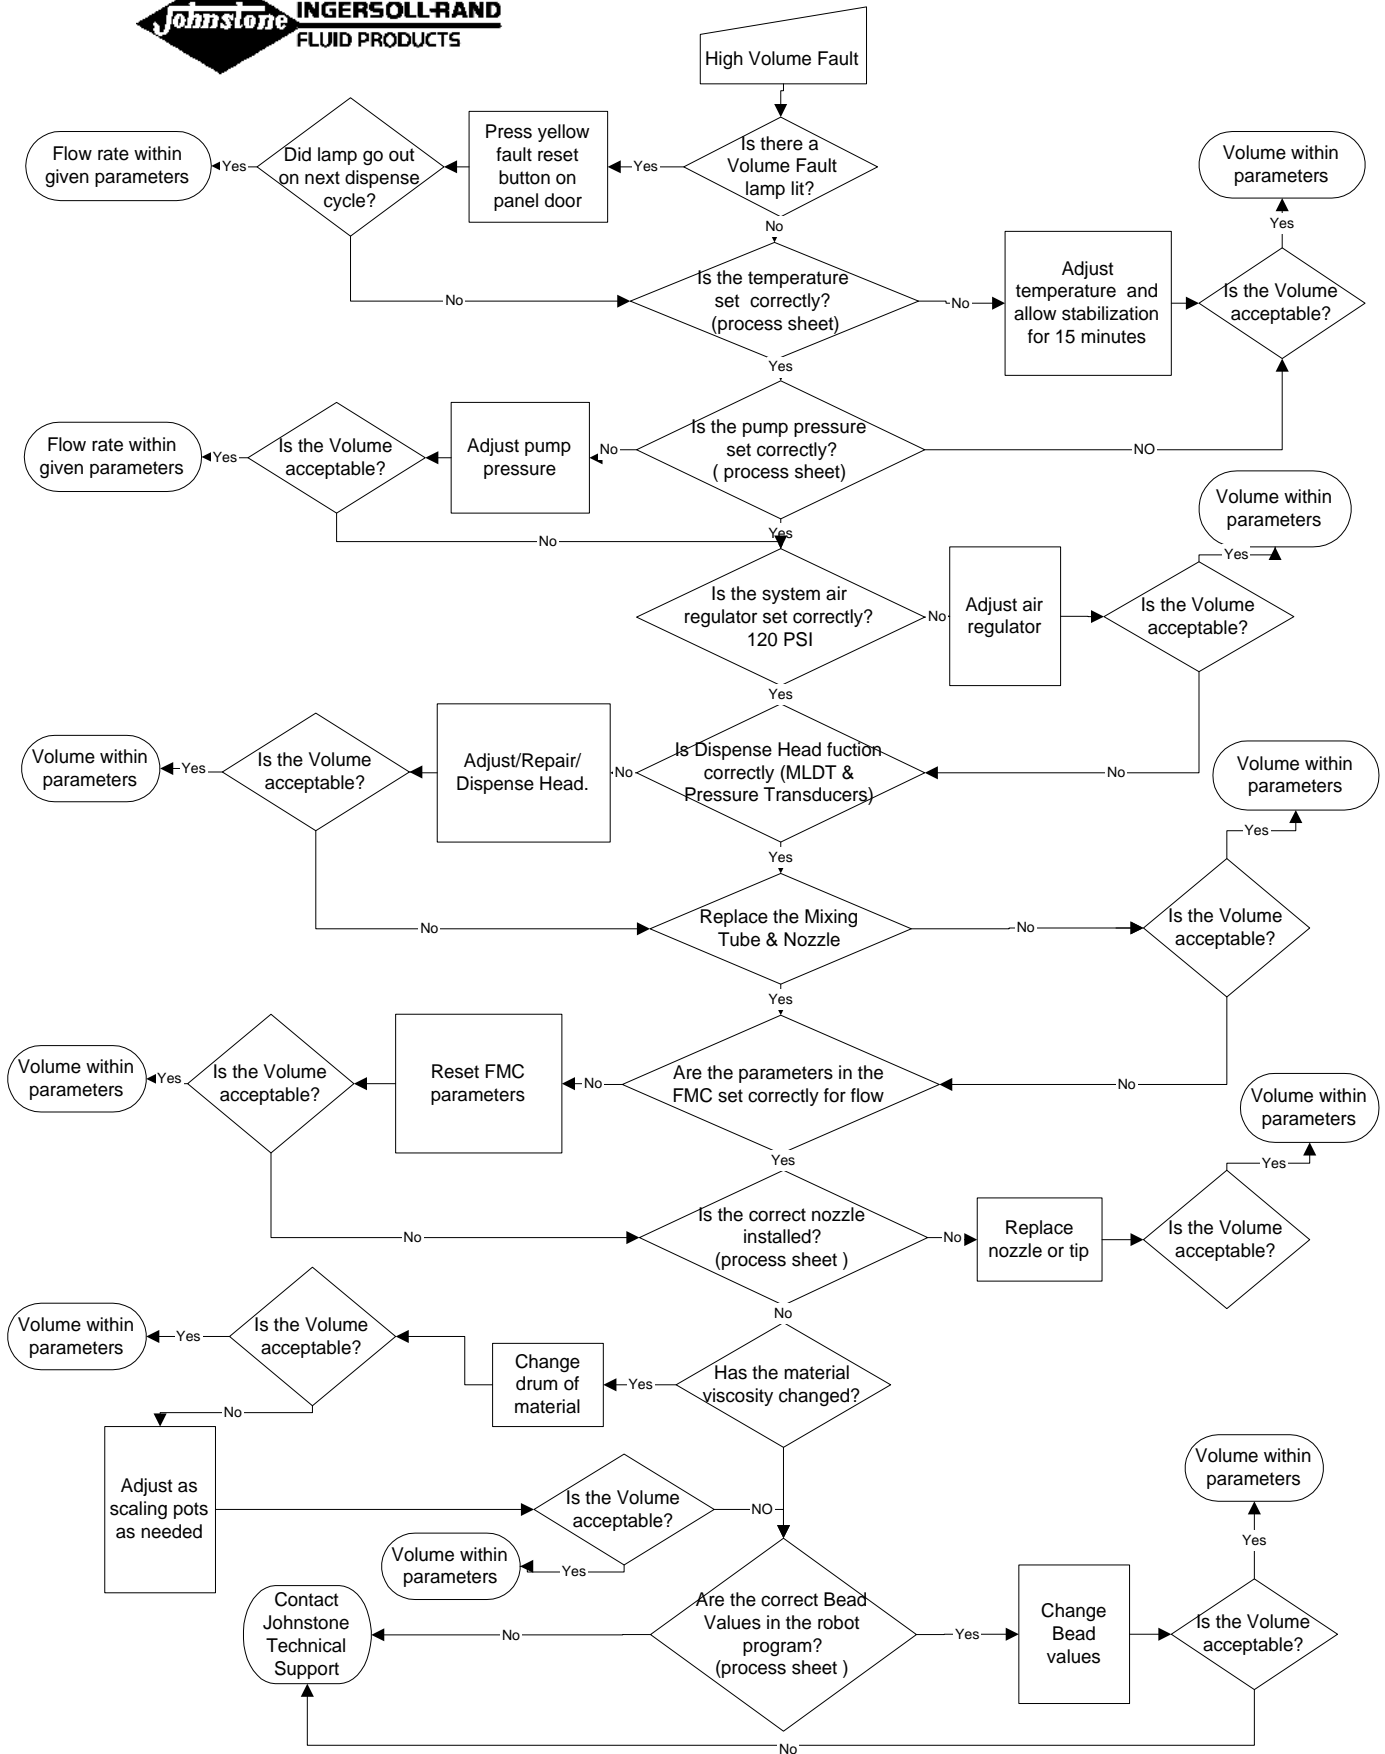 Johnstone
INGERSOLL-RAND
FLUID PRODUCTS
High Volume Fault
Is there a
Volume Fault
lamp lit?
Yes
Press yellow
fault reset
button on
panel door
Did lamp go out
on next dispense
cycle?
Yes
Flow rate within
given parameters
No
No
Is the temperature
set correctly?
(process sheet)
No
Adjust
temperature and
allow stabilization
for 15 minutes
Is the Volume
acceptable?
Yes
Volume within
parameters
Yes
Is the pump pressure
set correctly?
( process sheet)
No
Adjust pump
pressure
Is the Volume
acceptable?
Yes
Flow rate within
given parameters
NO
No
Yes
Is the system air
regulator set correctly?
120 PSI
No
Adjust air
regulator
Is the Volume
acceptable?
Yes
Volume within
parameters
No
Yes
Is Dispense Head fuction
correctly (MLDT &
Pressure Transducers)
No
Adjust/Repair/
Dispense Head.
Is the Volume
acceptable?
Yes
Volume within
parameters
No
Yes
Replace the Mixing
Tube & Nozzle
No
Is the Volume
acceptable?
Yes
Volume within
parameters
No
Yes
Are the parameters in the
FMC set correctly for flow
No
Reset FMC
parameters
Is the Volume
acceptable?
Yes
Volume within
parameters
No
Yes
Is the correct nozzle
installed?
(process sheet )
No
Replace
nozzle or tip
Is the Volume
acceptable?
Yes
Volume within
parameters
No
Has the material
viscosity changed?
Yes
Change
drum of
material
Is the Volume
acceptable?
Yes
Volume within
parameters
No
Adjust as
scaling pots
as needed
Is the Volume
acceptable?
NO
Yes
Volume within
parameters
Are the correct Bead
Values in the robot
program?
(process sheet )
No
Contact
Johnstone
Technical
Support
Yes
Change
Bead
values
Is the Volume
acceptable?
Yes
Volume within
parameters
No